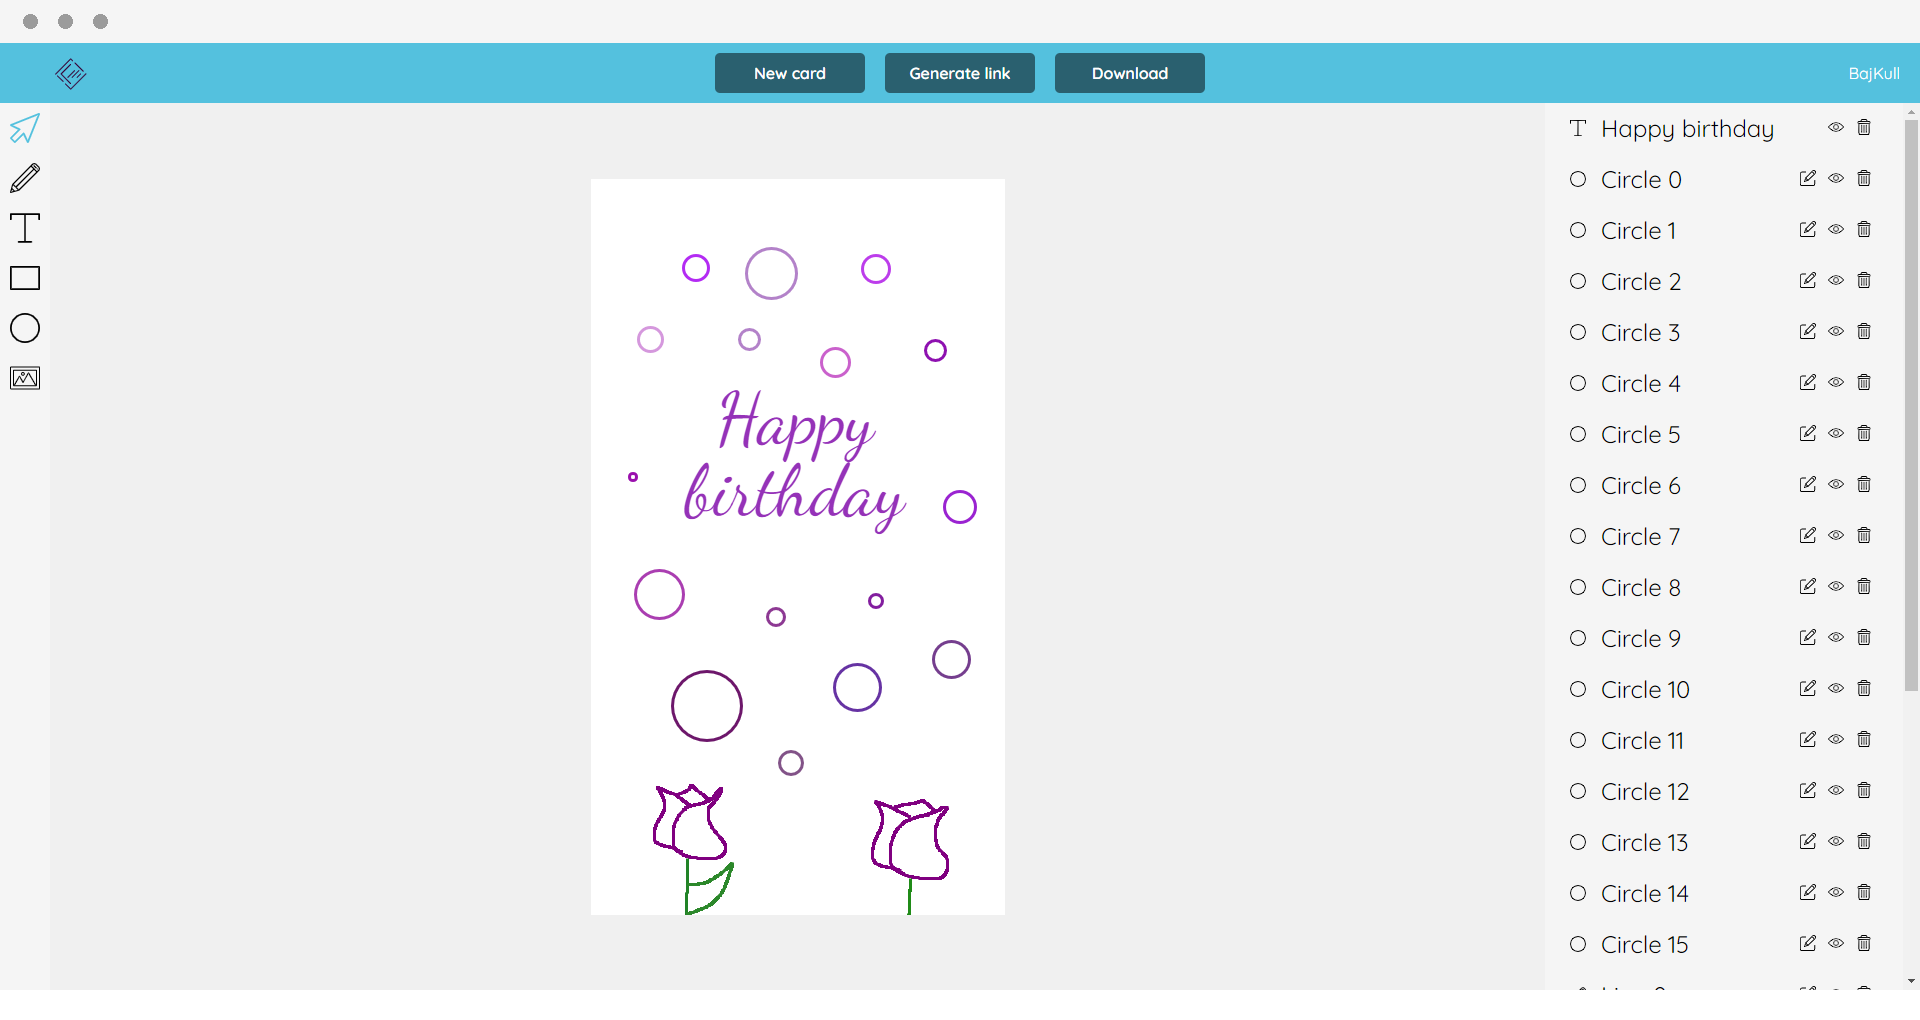 New card
Generate link
Download
BajKull
Happy birthday
Circle 0
Circle 1
Circle 2
Circle 3
Circle 4
Circle 5
Circle 6
Circle 7
Circle 8
Circle 9
Circle 10
Circle 11
Circle 12
Circle 13
Circle 14
Circle 15
Happy
birthday